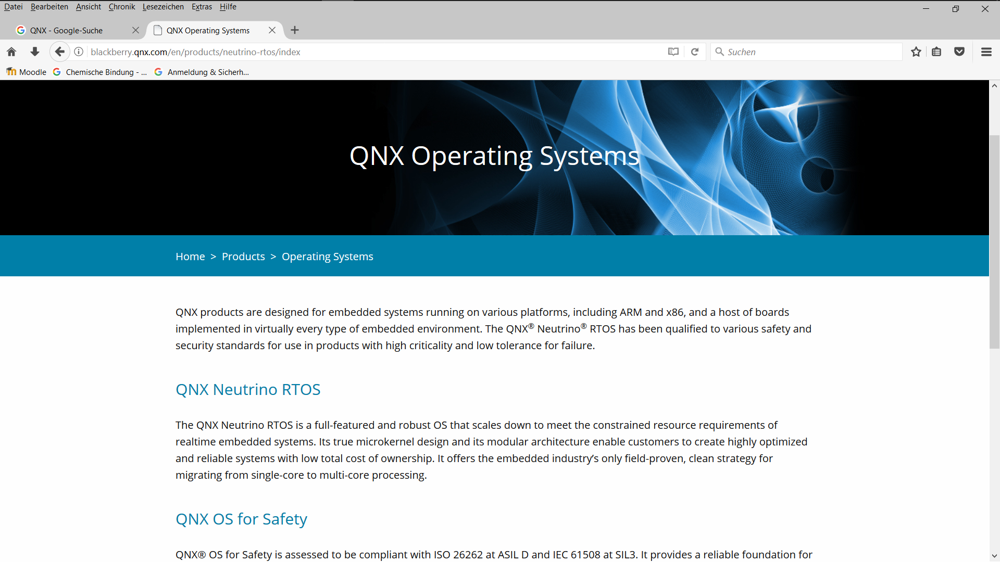 Datei Bearbeiten Ansicht Chronik Lesezeichen Extras Hilfe
QNX - Google-Suche QNX Operating Systems
blackberry.qnx.com/en/products/neutrino-rtos/index Suchen
Moodle Chemische Bindung - ... Anmeldung & Sicherh...
QNX Operating Systems
Home > Products > Operating Systems
QNX products are designed for embedded systems running on various platforms, including ARM and x86, and a host of boards
implemented in virtually every type of embedded environment. The QNX® Neutrino® RTOS has been qualified to various safety and
security standards for use in products with high criticality and low tolerance for failure.
QNX Neutrino RTOS
The QNX Neutrino RTOS is a full-featured and robust OS that scales down to meet the constrained resource requirements of
realtime embedded systems. Its true microkernel design and its modular architecture enable customers to create highly optimized
and reliable systems with low total cost of ownership. It offers the embedded industry’s only field-proven, clean strategy for
migrating from single-core to multi-core processing.
QNX OS for Safety
QNX® OS for Safety is assessed to be compliant with ISO 26262 at ASIL D and IEC 61508 at SIL3. It provides a reliable foundation for